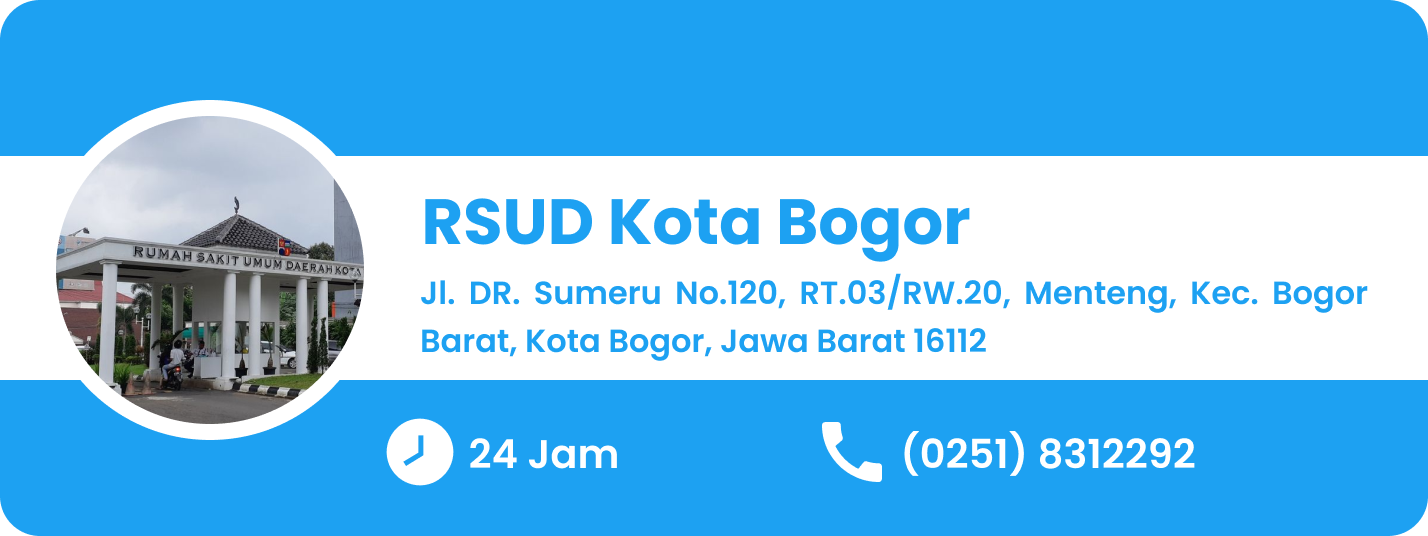 RUMAH SAKIT UMUM DAERAH KOTA
RSUD Kota Bogor
Jl. DR. Sumeru No.120, RT.03/RW.20, Menteng, Kec. Bogor
Barat, Kota Bogor, Jawa Barat 16112
24 Jam
(0251) 8312292